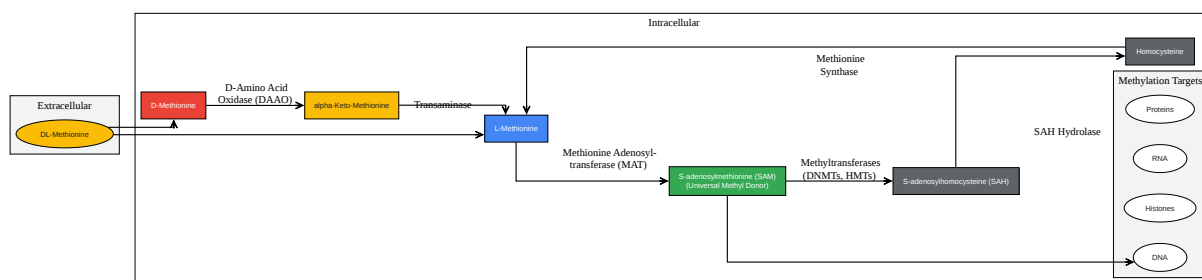 Intracellular
Homocysteine
Methionine
Synthase
Methylation Targets
Extracellular
D-Methionine
D-Amino Acid
Oxidase (DAAO)
alpha-Keto-Methionine
Transaminase
Proteins
DL-Methionine
L-Methionine
SAH Hydrolase
RNA
Methionine Adenosyl-
transferase (MAT)
S-adenosylmethionine (SAM)
(Universal Methyl Donor)
Methyltransferases
(DNMTs, HMTs)
S-adenosylhomocysteine (SAH)
Histones
DNA